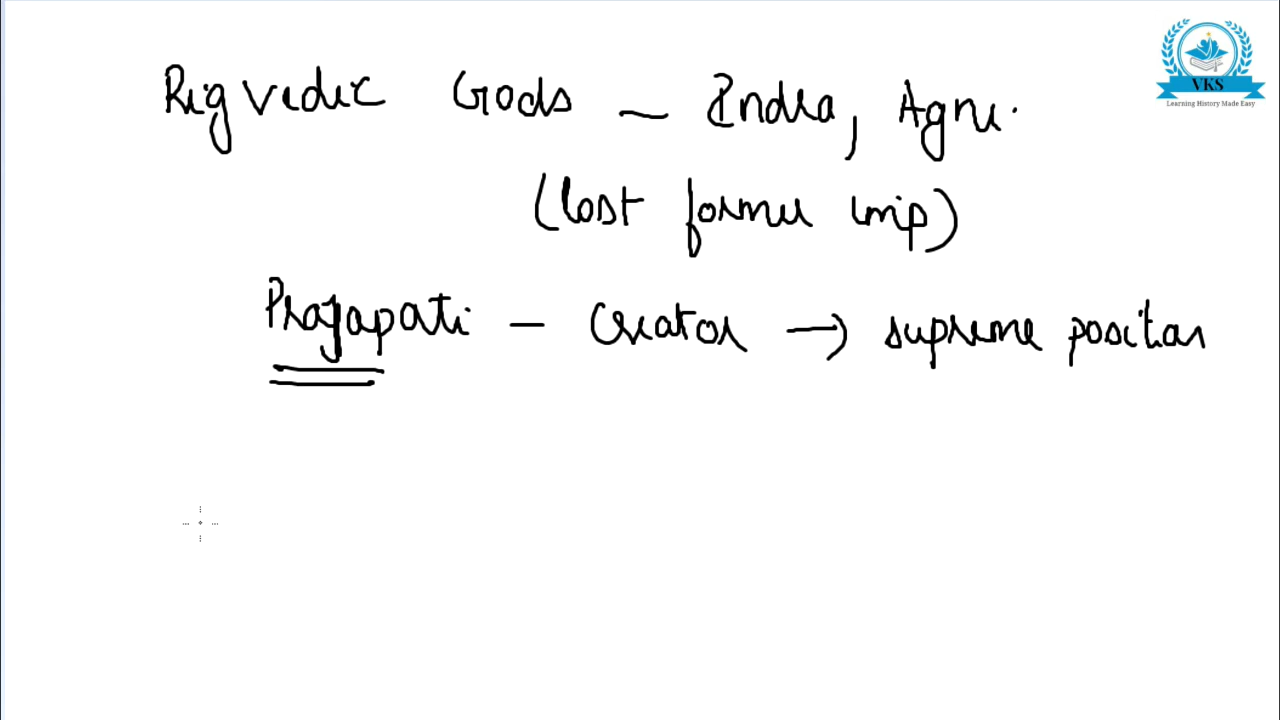 VKS
Learning History Made Easy
Rigvedic Gods - Indra, Agni.
(lost former imp)
Prajapati - Creator → supreme position